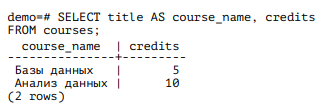 demo=# SELECT title AS course_name, credits
FROM courses;
course_name | credits
---------------+---------
Базы данных | 5
Анализ данных | 10
(2 rows)